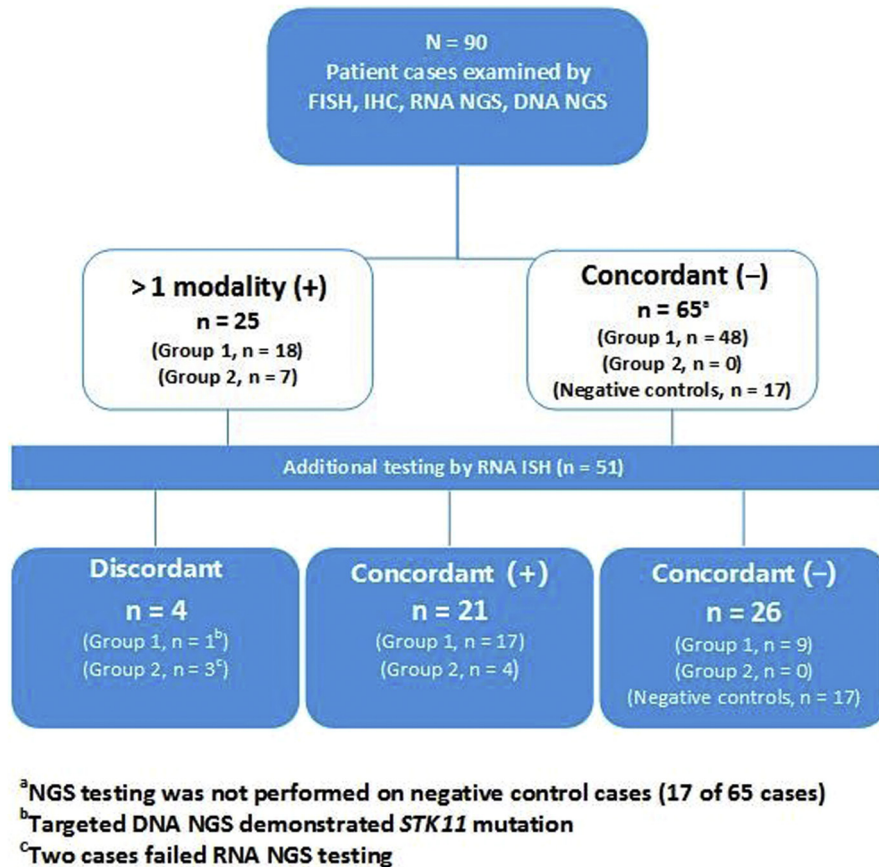 N = 90
Patient cases examined by
FISH, IHC, RNA NGS, DNA NGS
> 1 modality (+)
n = 25
(Group 1, n = 18)
(Group 2, n = 7)
Concordant (–)
n = 65ᵃ
(Group 1, n = 48)
(Group 2, n = 0)
(Negative controls, n = 17)
Additional testing by RNA ISH (n = 51)
Discordant
n = 4
(Group 1, n = 1ᵇ)
(Group 2, n = 3ᶜ)
Concordant (+)
n = 21
(Group 1, n = 17)
(Group 2, n = 4)
Concordant (–)
n = 26
(Group 1, n = 9)
(Group 2, n = 0)
(Negative controls, n = 17)
ᵃNGS testing was not performed on negative control cases (17 of 65 cases)
ᵇTargeted DNA NGS demonstrated STK11 mutation
ᶜTwo cases failed RNA NGS testing